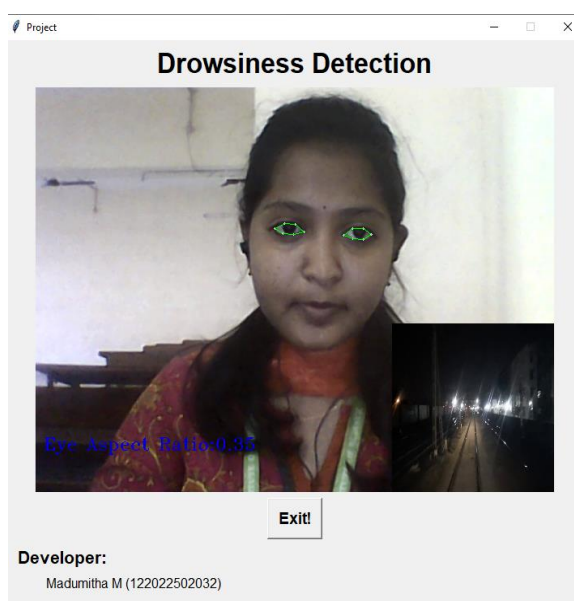 Project
Drowsiness Detection
Eye Aspect Ratio:0.35
Exit!
Developer:
Madumitha M (122022502032)